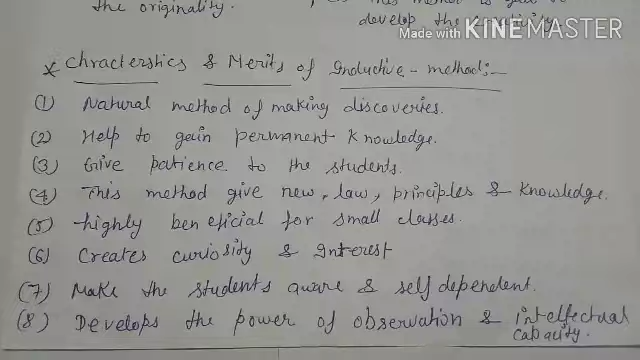 the originality.
develop the
Made with KINEMASTER
* Chracterstics & Merits of Inductive - method:-
(1) Natural method of making discoveries.
(2) Help to gain permanent knowledge.
(3) Give patience to the students.
(4) This method give new, law, principles & knowledge.
(5) highly beneficial for small classes.
(6) Creates curiosity & Interest
(7) Make the students aware & self dependent.
(8) Develops the power of observation & intellectual
capacity.